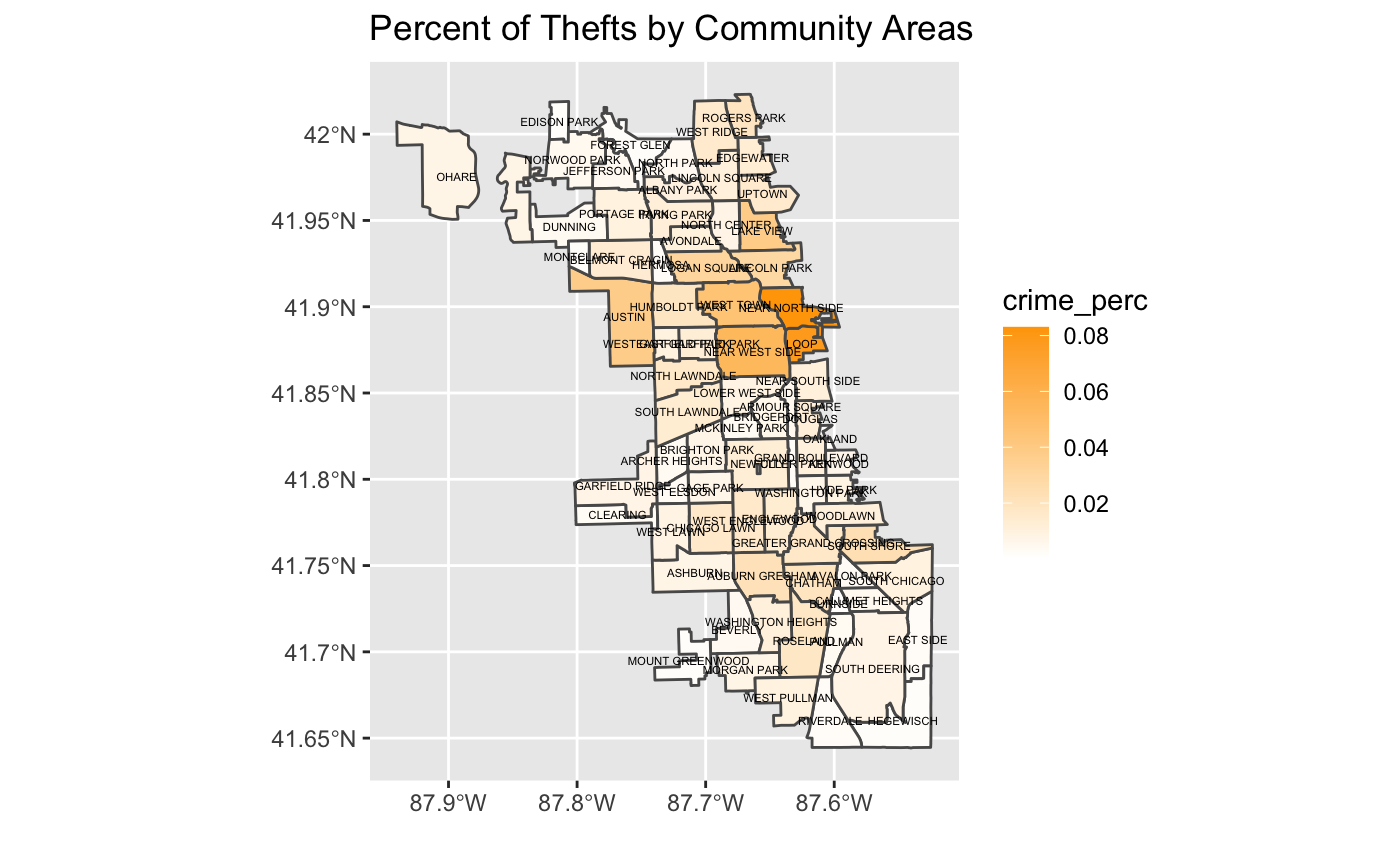 Percent of Thefts by Community Areas
42°N
41.95°N
41.9°N
41.85°N
41.8°N
41.75°N
41.7°N
41.65°N
87.9°W
87.8°W
87.7°W
87.6°W
crime_perc
0.08
0.06
0.04
0.02
ROGERS PARK
EDISON PARK
WEST RIDGE
FOREST GLEN
EDGEWATER
NORWOOD PARK
NORTH PARK
JEFFERSON PARK
OHARE
LINCOLN SQUARE
ALBANY PARK
UPTOWN
PORTAGE PARK
IRVING PARK
DUNNING
NORTH CENTER
LAKE VIEW
AVONDALE
MONTCLARE
BELMONT CRAGIN
HERMOSA
LOGAN SQUARE
LINCOLN PARK
HUMBOLDT PARK
WEST TOWN
NEAR NORTH SIDE
AUSTIN
WEST GARFIELD PARK
EAST GARFIELD PARK
LOOP
NEAR WEST SIDE
NORTH LAWNDALE
NEAR SOUTH SIDE
LOWER WEST SIDE
SOUTH LAWNDALE
ARMOUR SQUARE
BRIDGEPORT
DOUGLAS
MCKINLEY PARK
OAKLAND
BRIGHTON PARK
ARCHER HEIGHTS
GRAND BOULEVARD
NEW CITY
FULLER PARK
KENWOOD
GARFIELD RIDGE
WEST ELSDON
GAGE PARK
WASHINGTON PARK
HYDE PARK
CLEARING
WEST ENGLEWOOD
ENGLEWOOD
WOODLAWN
WEST LAWN
CHICAGO LAWN
GREATER GRAND CROSSING
SOUTH SHORE
ASHBURN
AUBURN GRESHAM
CHATHAM
AVALON PARK
SOUTH CHICAGO
BURNSIDE
CALUMET HEIGHTS
WASHINGTON HEIGHTS
BEVERLY
ROSELAND
PULLMAN
EAST SIDE
MOUNT GREENWOOD
MORGAN PARK
SOUTH DEERING
WEST PULLMAN
RIVERDALE
HEGEWISCH